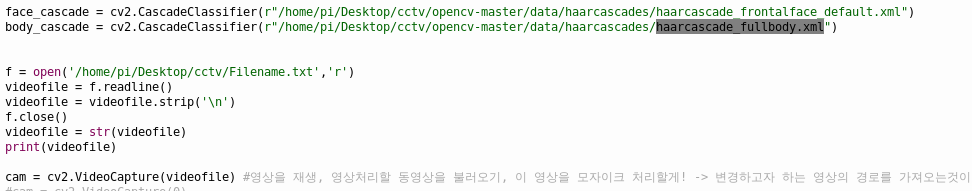 face_cascade = cv2.CascadeClassifier(r"/home/pi/Desktop/cctv/opencv-master/data/haarcascades/haarcascade_frontalface_default.xml")
body_cascade = cv2.CascadeClassifier(r"/home/pi/Desktop/cctv/opencv-master/data/haarcascades/haarcascade_fullbody.xml")
f = open('/home/pi/Desktop/cctv/Filename.txt','r')
videofile = f.readline()
videofile = videofile.strip('\n')
f.close()
videofile = str(videofile)
print(videofile)
cam = cv2.VideoCapture(videofile) #영상을 재생, 영상처리할 동영상을 불러오기, 이 영상을 모자이크 처리할게! -> 변경하고자 하는 영상의 경로를 가져오는것이
#cam = cv2.VideoCapture(0)